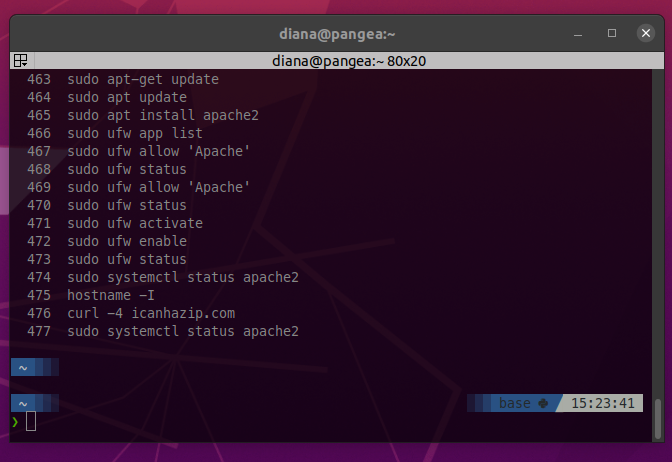 diana@pangea:~
diana@pangea:~ 80x20
463 sudo apt-get update
464 sudo apt update
465 sudo apt install apache2
466 sudo ufw app list
467 sudo ufw allow 'Apache'
468 sudo ufw status
469 sudo ufw allow 'Apache'
470 sudo ufw status
471 sudo ufw activate
472 sudo ufw enable
473 sudo ufw status
474 sudo systemctl status apache2
475 hostname -I
476 curl -4 icanhazip.com
477 sudo systemctl status apache2
~
~ base 15:23:41
❯